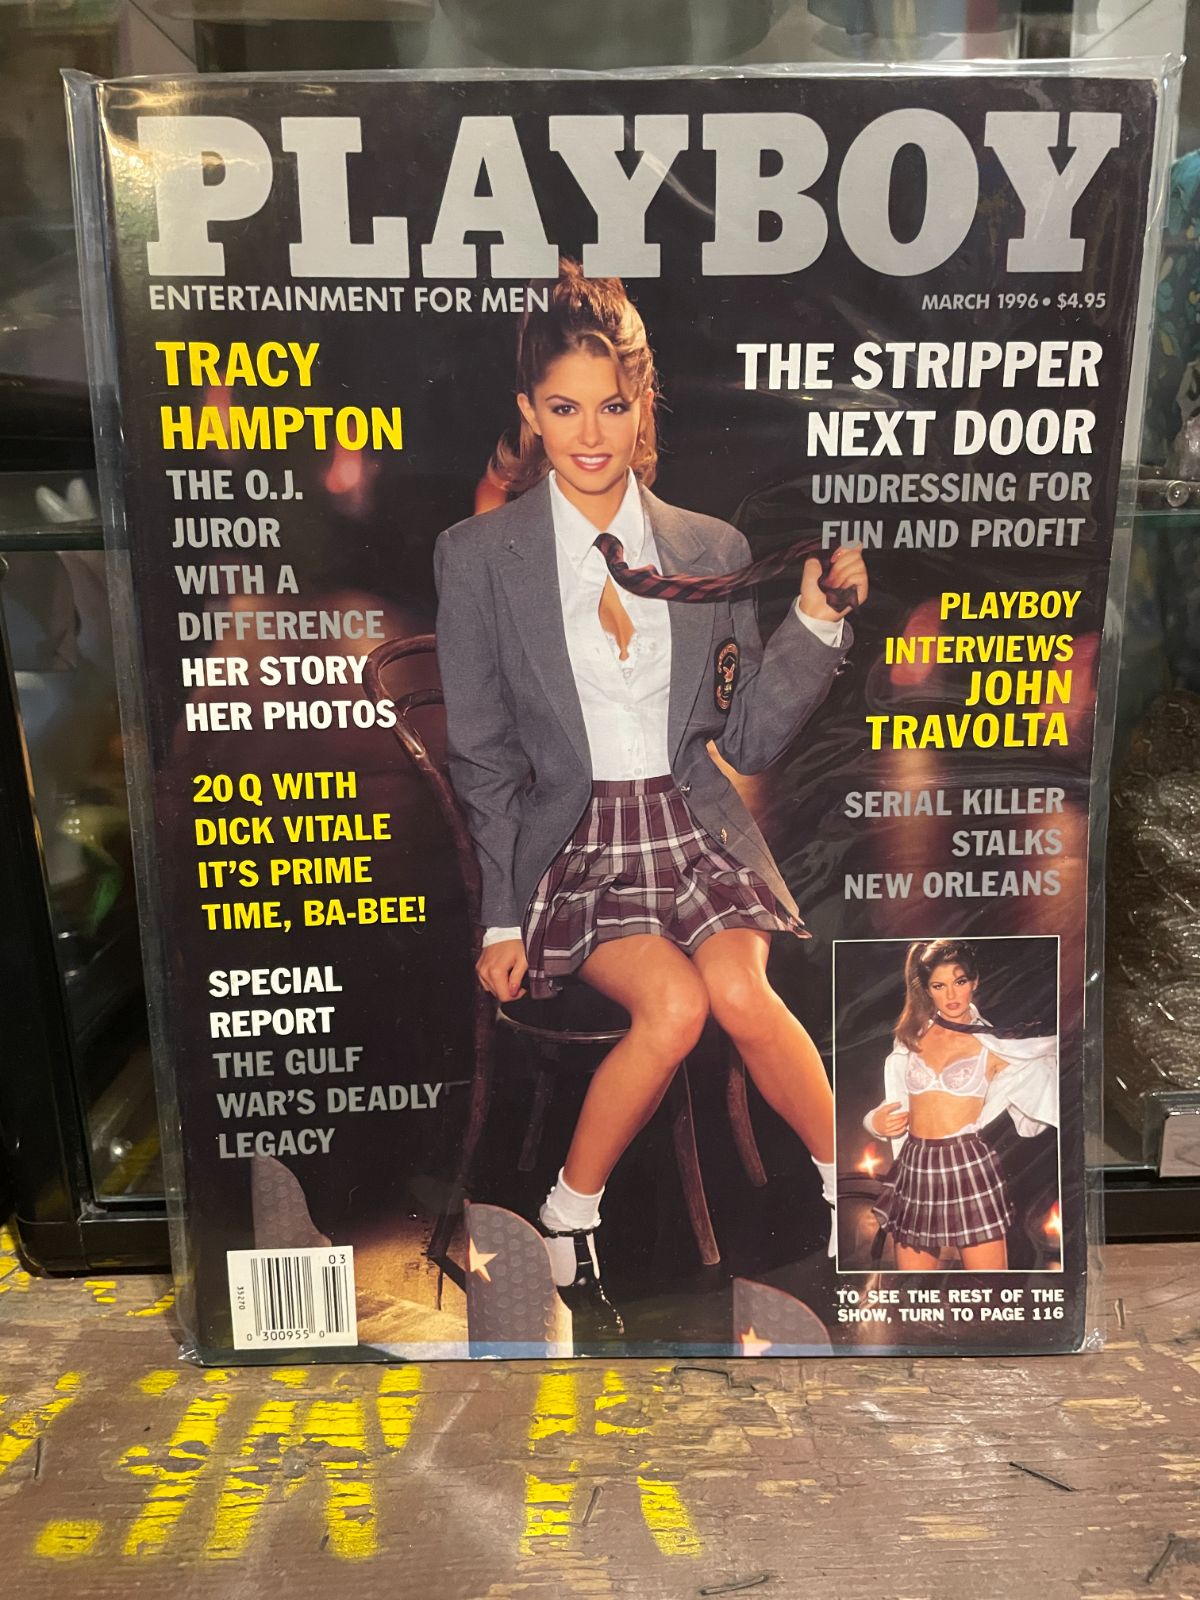 PLAYBOY
ENTERTAINMENT FOR MEN
MARCH 1996 • $4.95
TRACY
HAMPTON
THE O.J.
JUROR
WITH A
DIFFERENCE
HER STORY
HER PHOTOS
20 Q WITH
DICK VITALE
IT'S PRIME
TIME, BA-BEE!
SPECIAL
REPORT
THE GULF
WAR'S DEADLY
LEGACY
THE STRIPPER
NEXT DOOR
UNDRESSING FOR
FUN AND PROFIT
PLAYBOY
INTERVIEWS
JOHN
TRAVOLTA
SERIAL KILLER
STALKS
NEW ORLEANS
TO SEE THE REST OF THE
SHOW, TURN TO PAGE 116
03
35270
0 300955 0